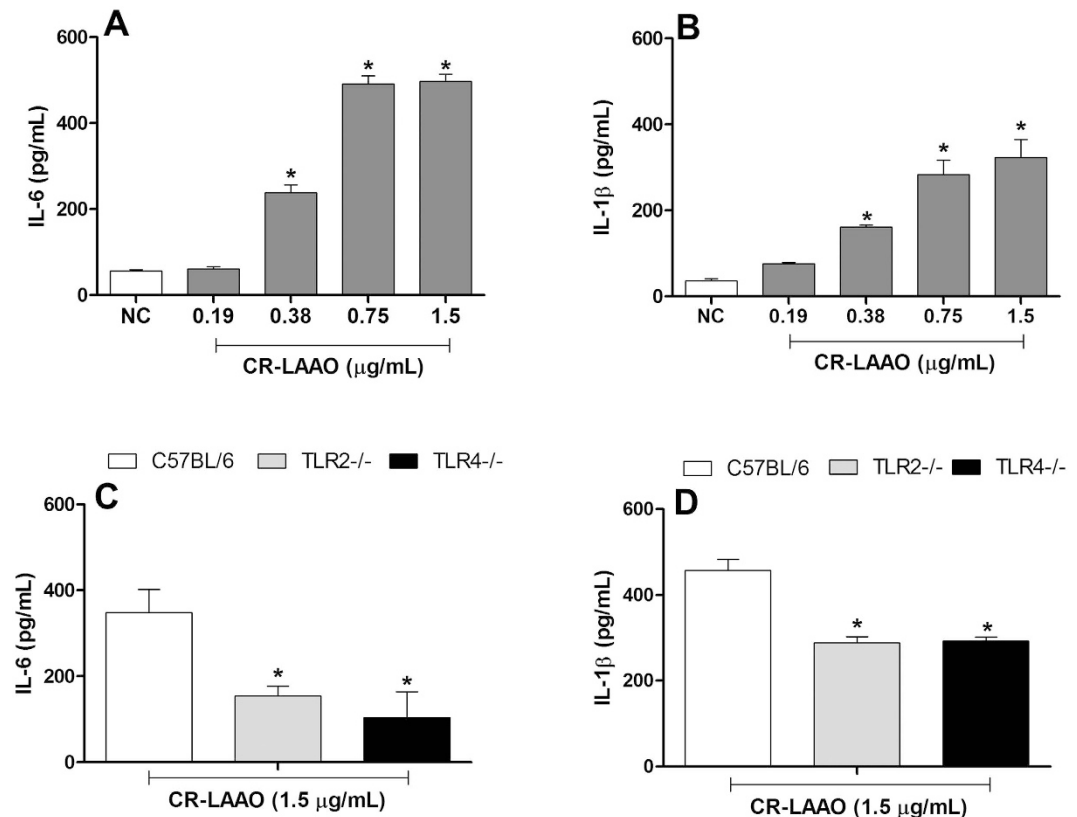 A
IL-6 (pg/mL)
600
400
200
0
* * *
NC 0.19 0.38 0.75 1.5
CR-LAAO (μg/mL)
B
IL-1β (pg/mL)
600
400
200
0
* * *
NC 0.19 0.38 0.75 1.5
CR-LAAO (μg/mL)
C57BL/6 TLR2-/- TLR4-/-
C
IL-6 (pg/mL)
600
400
200
0
* *
CR-LAAO (1.5 μg/mL)
C57BL/6 TLR2-/- TLR4-/-
D
IL-1β (pg/mL)
600
400
200
0
* *
CR-LAAO (1.5 μg/mL)